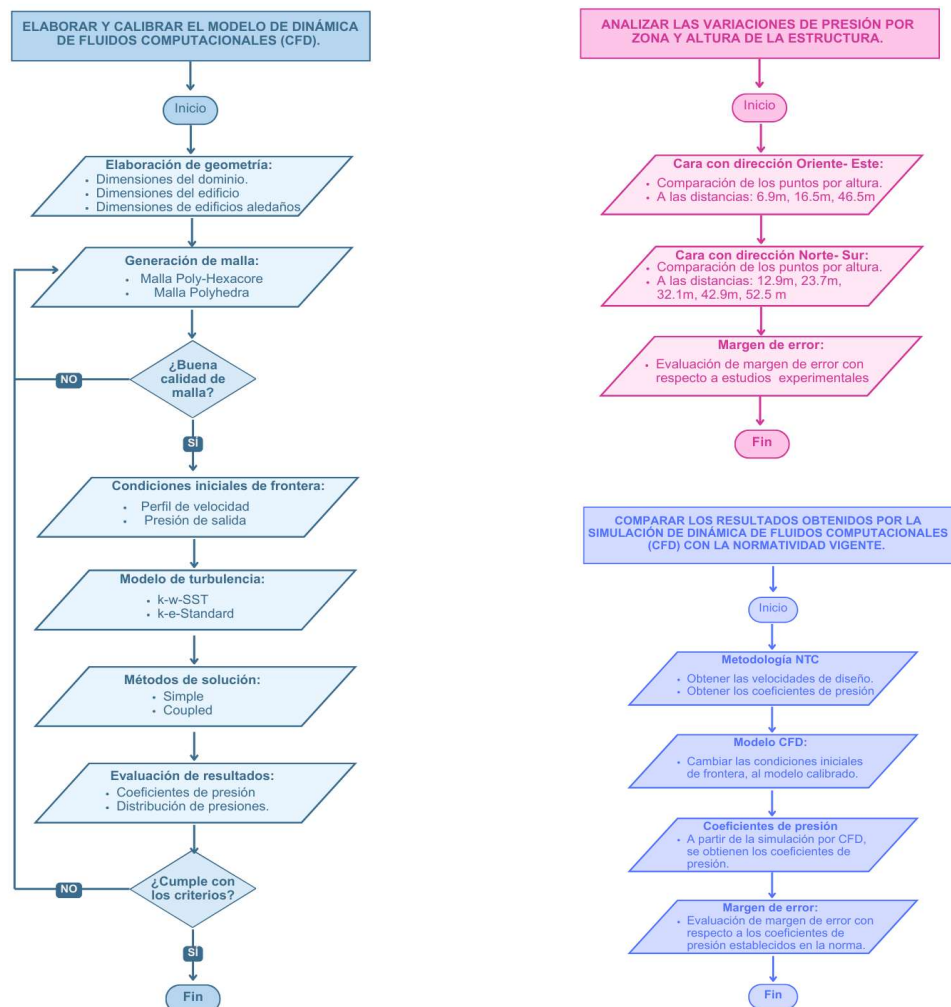 ELABORAR Y CALIBRAR EL MODELO DE DINÁMICA
DE FLUIDOS COMPUTACIONALES (CFD).
Inicio
Elaboración de geometría:
• Dimensiones del dominio.
• Dimensiones del edificio
• Dimensiones de edificios aledaños
Generación de malla:
• Malla Poly-Hexacore
• Malla Polyhedra
¿Buena
calidad de
malla?
NO
SÍ
Condiciones iniciales de frontera:
• Perfil de velocidad
• Presión de salida
Modelo de turbulencia:
• k-w-SST
• k-e-Standard
Métodos de solución:
• Simple
• Coupled
Evaluación de resultados:
• Coeficientes de presión
• Distribución de presiones.
¿Cumple con
los criterios?
NO
SÍ
Fin
ANALIZAR LAS VARIACIONES DE PRESIÓN POR
ZONA Y ALTURA DE LA ESTRUCTURA.
Inicio
Cara con dirección Oriente- Este:
• Comparación de los puntos por altura.
• A las distancias: 6.9m, 16.5m, 46.5m
Cara con dirección Norte- Sur:
• Comparación de los puntos por altura.
• A las distancias: 12.9m, 23.7m,
32.1m, 42.9m, 52.5 m
Margen de error:
• Evaluación de margen de error con
respecto a estudios experimentales
Fin
COMPARAR LOS RESULTADOS OBTENIDOS POR LA
SIMULACIÓN DE DINÁMICA DE FLUIDOS COMPUTACIONALES
(CFD) CON LA NORMATIVIDAD VIGENTE.
Inicio
Metodología NTC
• Obtener las velocidades de diseño.
• Obtener los coeficientes de presión
Modelo CFD:
• Cambiar las condiciones iniciales
de frontera, al modelo calibrado.
Coeficientes de presión
• A partir de la simulación por CFD,
se obtienen los coeficientes de
presión.
Margen de error:
• Evaluación de margen de error con
respecto a los coeficientes de
presión establecidos en la norma.
Fin